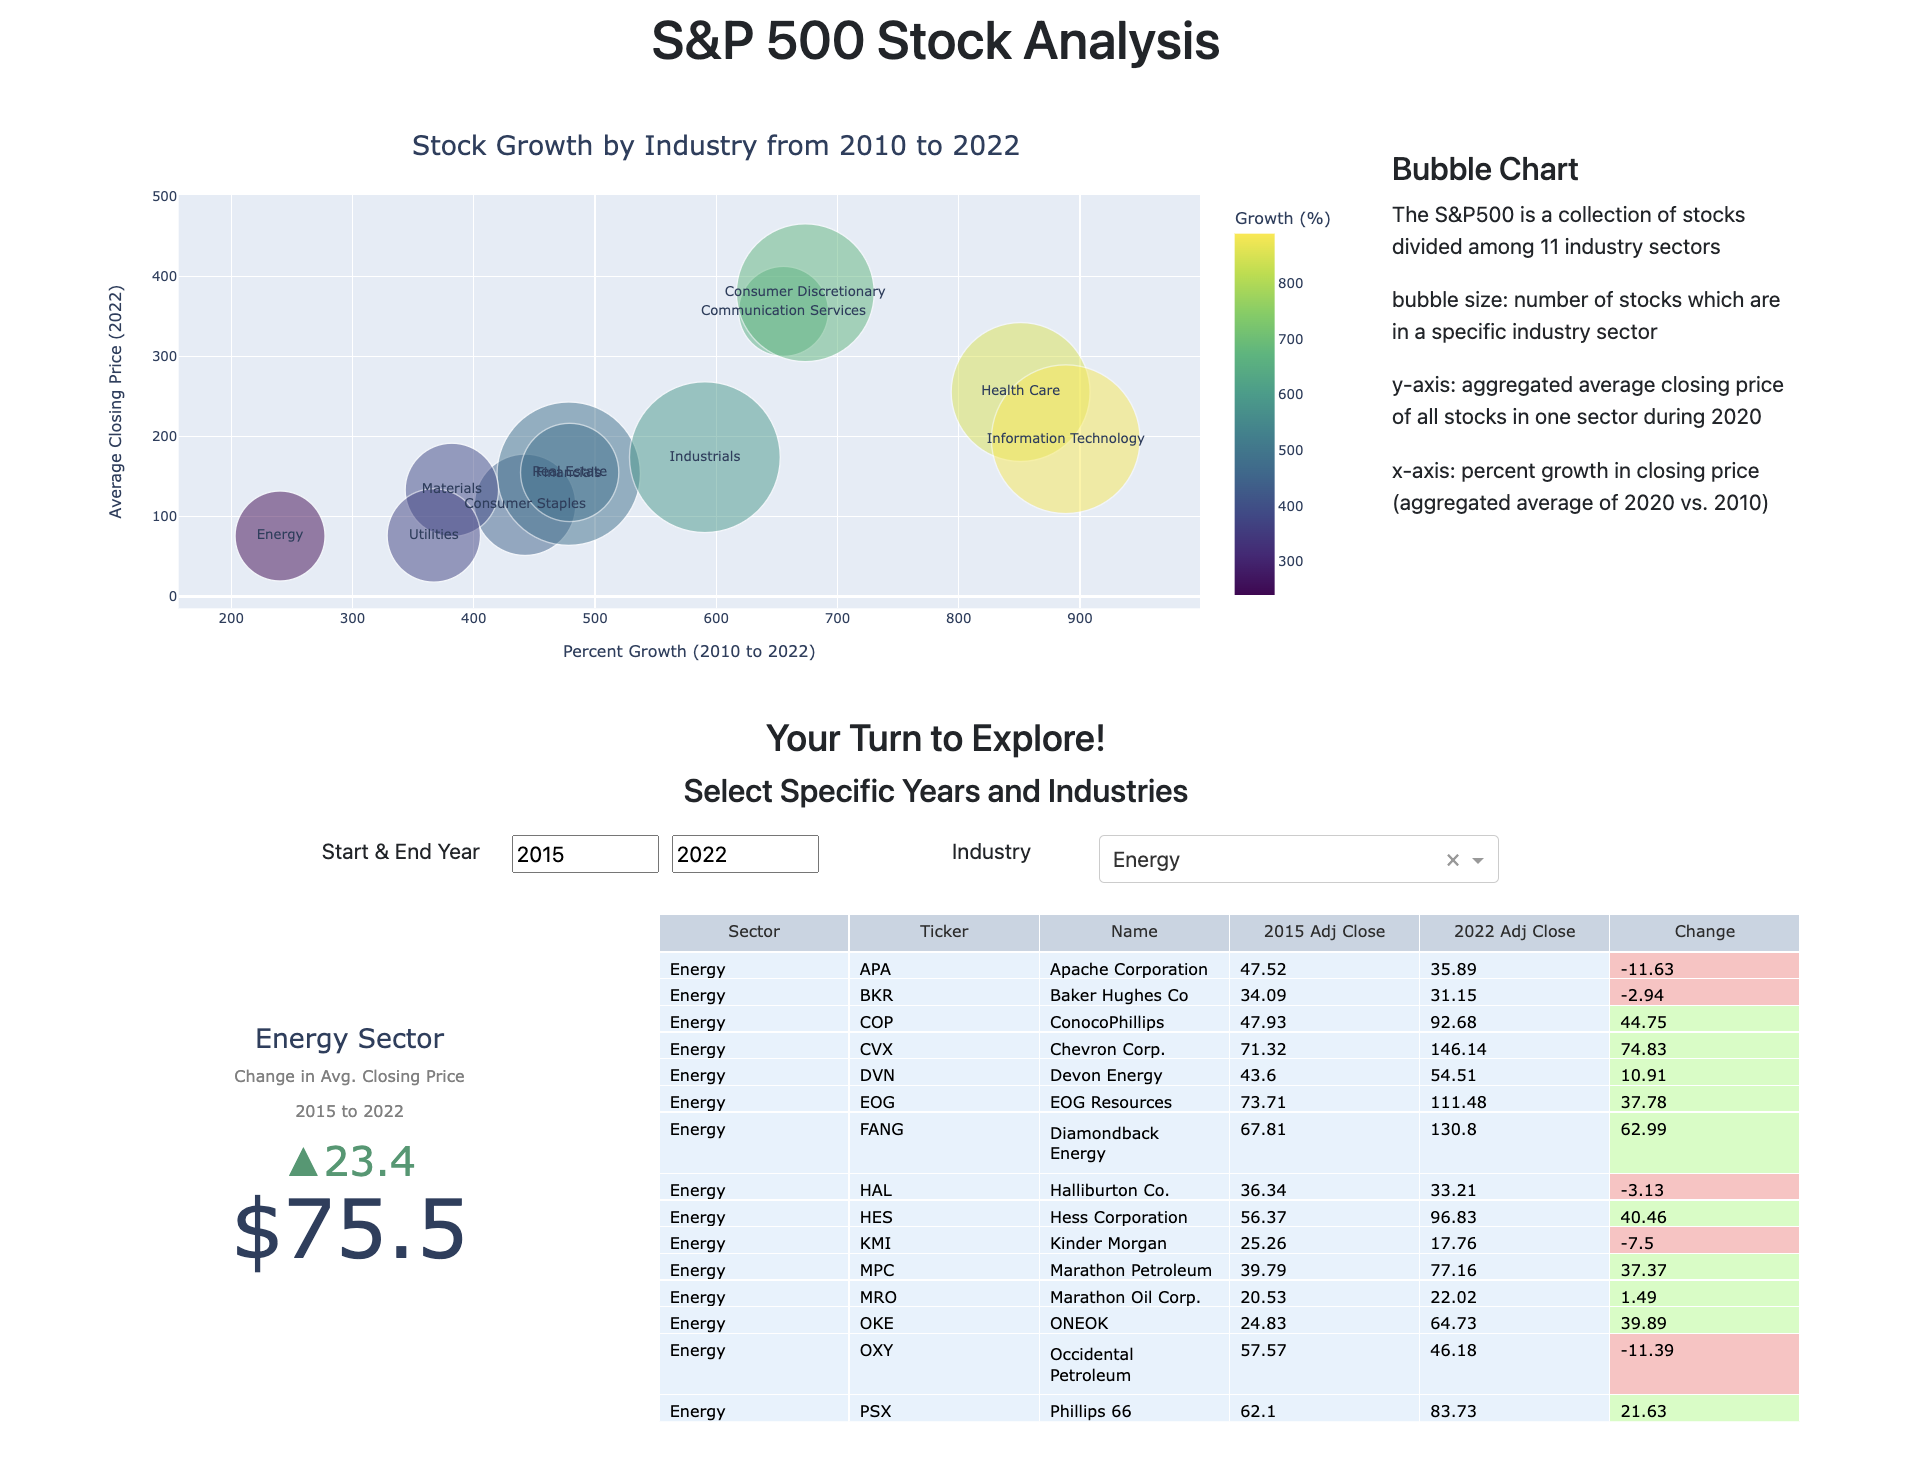 S&P 500 Stock Analysis
Stock Growth by Industry from 2010 to 2022
500
400
300
200
100
0
Average Closing Price (2022)
Consumer Discretionary
Communication Services
Health Care
Information Technology
Industrials
Real Estate
Financials
Materials
Consumer Staples
Energy
Utilities
200 300 400 500 600 700 800 900
Percent Growth (2010 to 2022)
Growth (%)
800
700
600
500
400
300
Bubble Chart
The S&P500 is a collection of stocks
divided among 11 industry sectors
bubble size: number of stocks which are
in a specific industry sector
y-axis: aggregated average closing price
of all stocks in one sector during 2020
x-axis: percent growth in closing price
(aggregated average of 2020 vs. 2010)
Your Turn to Explore!
Select Specific Years and Industries
Start & End Year 2015 2022 Industry Energy × 
Energy Sector
Change in Avg. Closing Price
2015 to 2022
▲23.4
$75.5
Sector Ticker Name 2015 Adj Close 2022 Adj Close Change
Energy APA Apache Corporation 47.52 35.89 -11.63
Energy BKR Baker Hughes Co 34.09 31.15 -2.94
Energy COP ConocoPhillips 47.93 92.68 44.75
Energy CVX Chevron Corp. 71.32 146.14 74.83
Energy DVN Devon Energy 43.6 54.51 10.91
Energy EOG EOG Resources 73.71 111.48 37.78
Energy FANG Diamondback 67.81 130.8 62.99
Energy
Energy HAL Halliburton Co. 36.34 33.21 -3.13
Energy HES Hess Corporation 56.37 96.83 40.46
Energy KMI Kinder Morgan 25.26 17.76 -7.5
Energy MPC Marathon Petroleum 39.79 77.16 37.37
Energy MRO Marathon Oil Corp. 20.53 22.02 1.49
Energy OKE ONEOK 24.83 64.73 39.89
Energy OXY Occidental 57.57 46.18 -11.39
Petroleum
Energy PSX Phillips 66 62.1 83.73 21.63